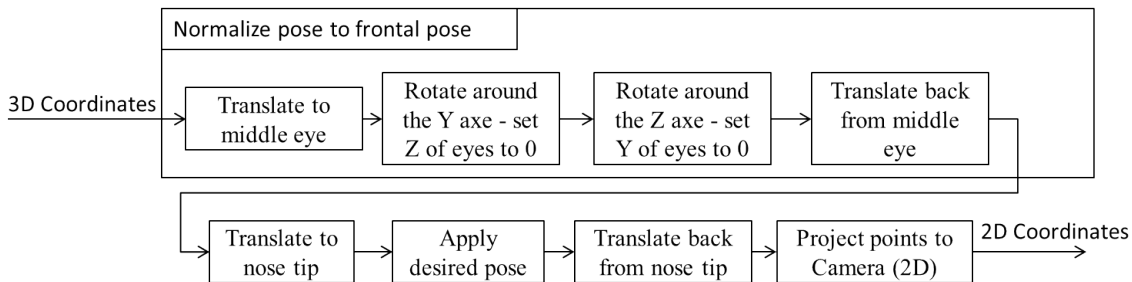 Normalize pose to frontal pose
3D Coordinates
Translate to
middle eye
Rotate around
the Y axe - set
Z of eyes to 0
Rotate around
the Z axe - set
Y of eyes to 0
Translate back
from middle
eye
Translate to
nose tip
Apply
desired pose
Translate back
from nose tip
Project points to
Camera (2D)
2D Coordinates